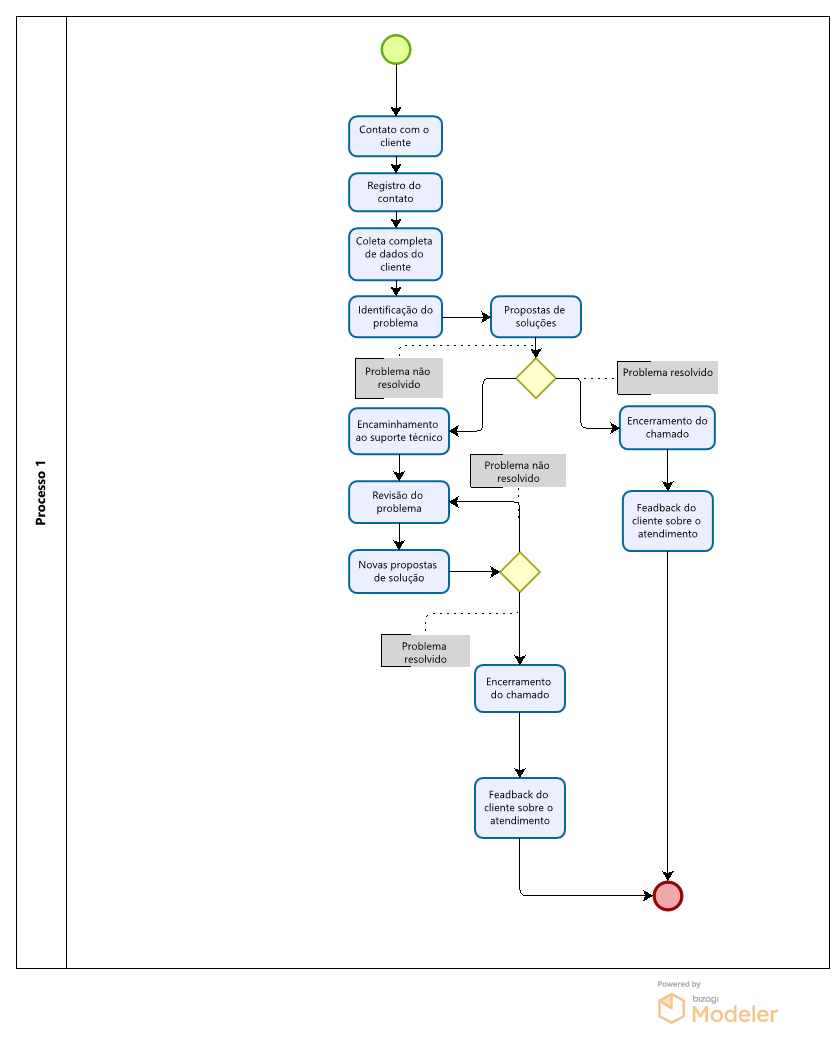 Processo 1
Contato com o
cliente
Registro do
contato
Coleta completa
de dados do
cliente
Identificação do
problema
Propostas de
soluções
Problema não
resolvido
Problema resolvido
Encaminhamento
ao suporte técnico
Encerramento do
chamado
Problema não
resolvido
Revisão do
problema
Feadback do
cliente sobre o
atendimento
Novas propostas
de solução
Problema
resolvido
Encerramento
do chamado
Feadback do
cliente sobre o
atendimento
Powered by
bizagi
Modeler